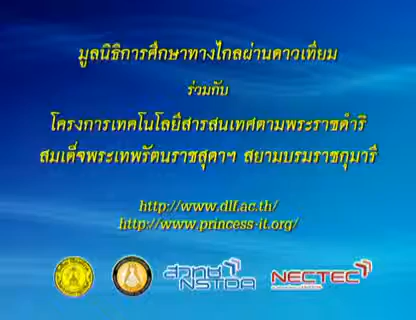 มูลนิธิการศึกษาทางไกลผ่านดาวเทียม
ร่วมกับ
โครงการเทคโนโลยีสารสนเทศตามพระราชดำริ
สมเด็จพระเทพรัตนราชสุดาฯ สยามบรมราชกุมารี
http://www.dlf.ac.th/
http://www.princess-it.org/
สวทช
NSTDA
NECTEC